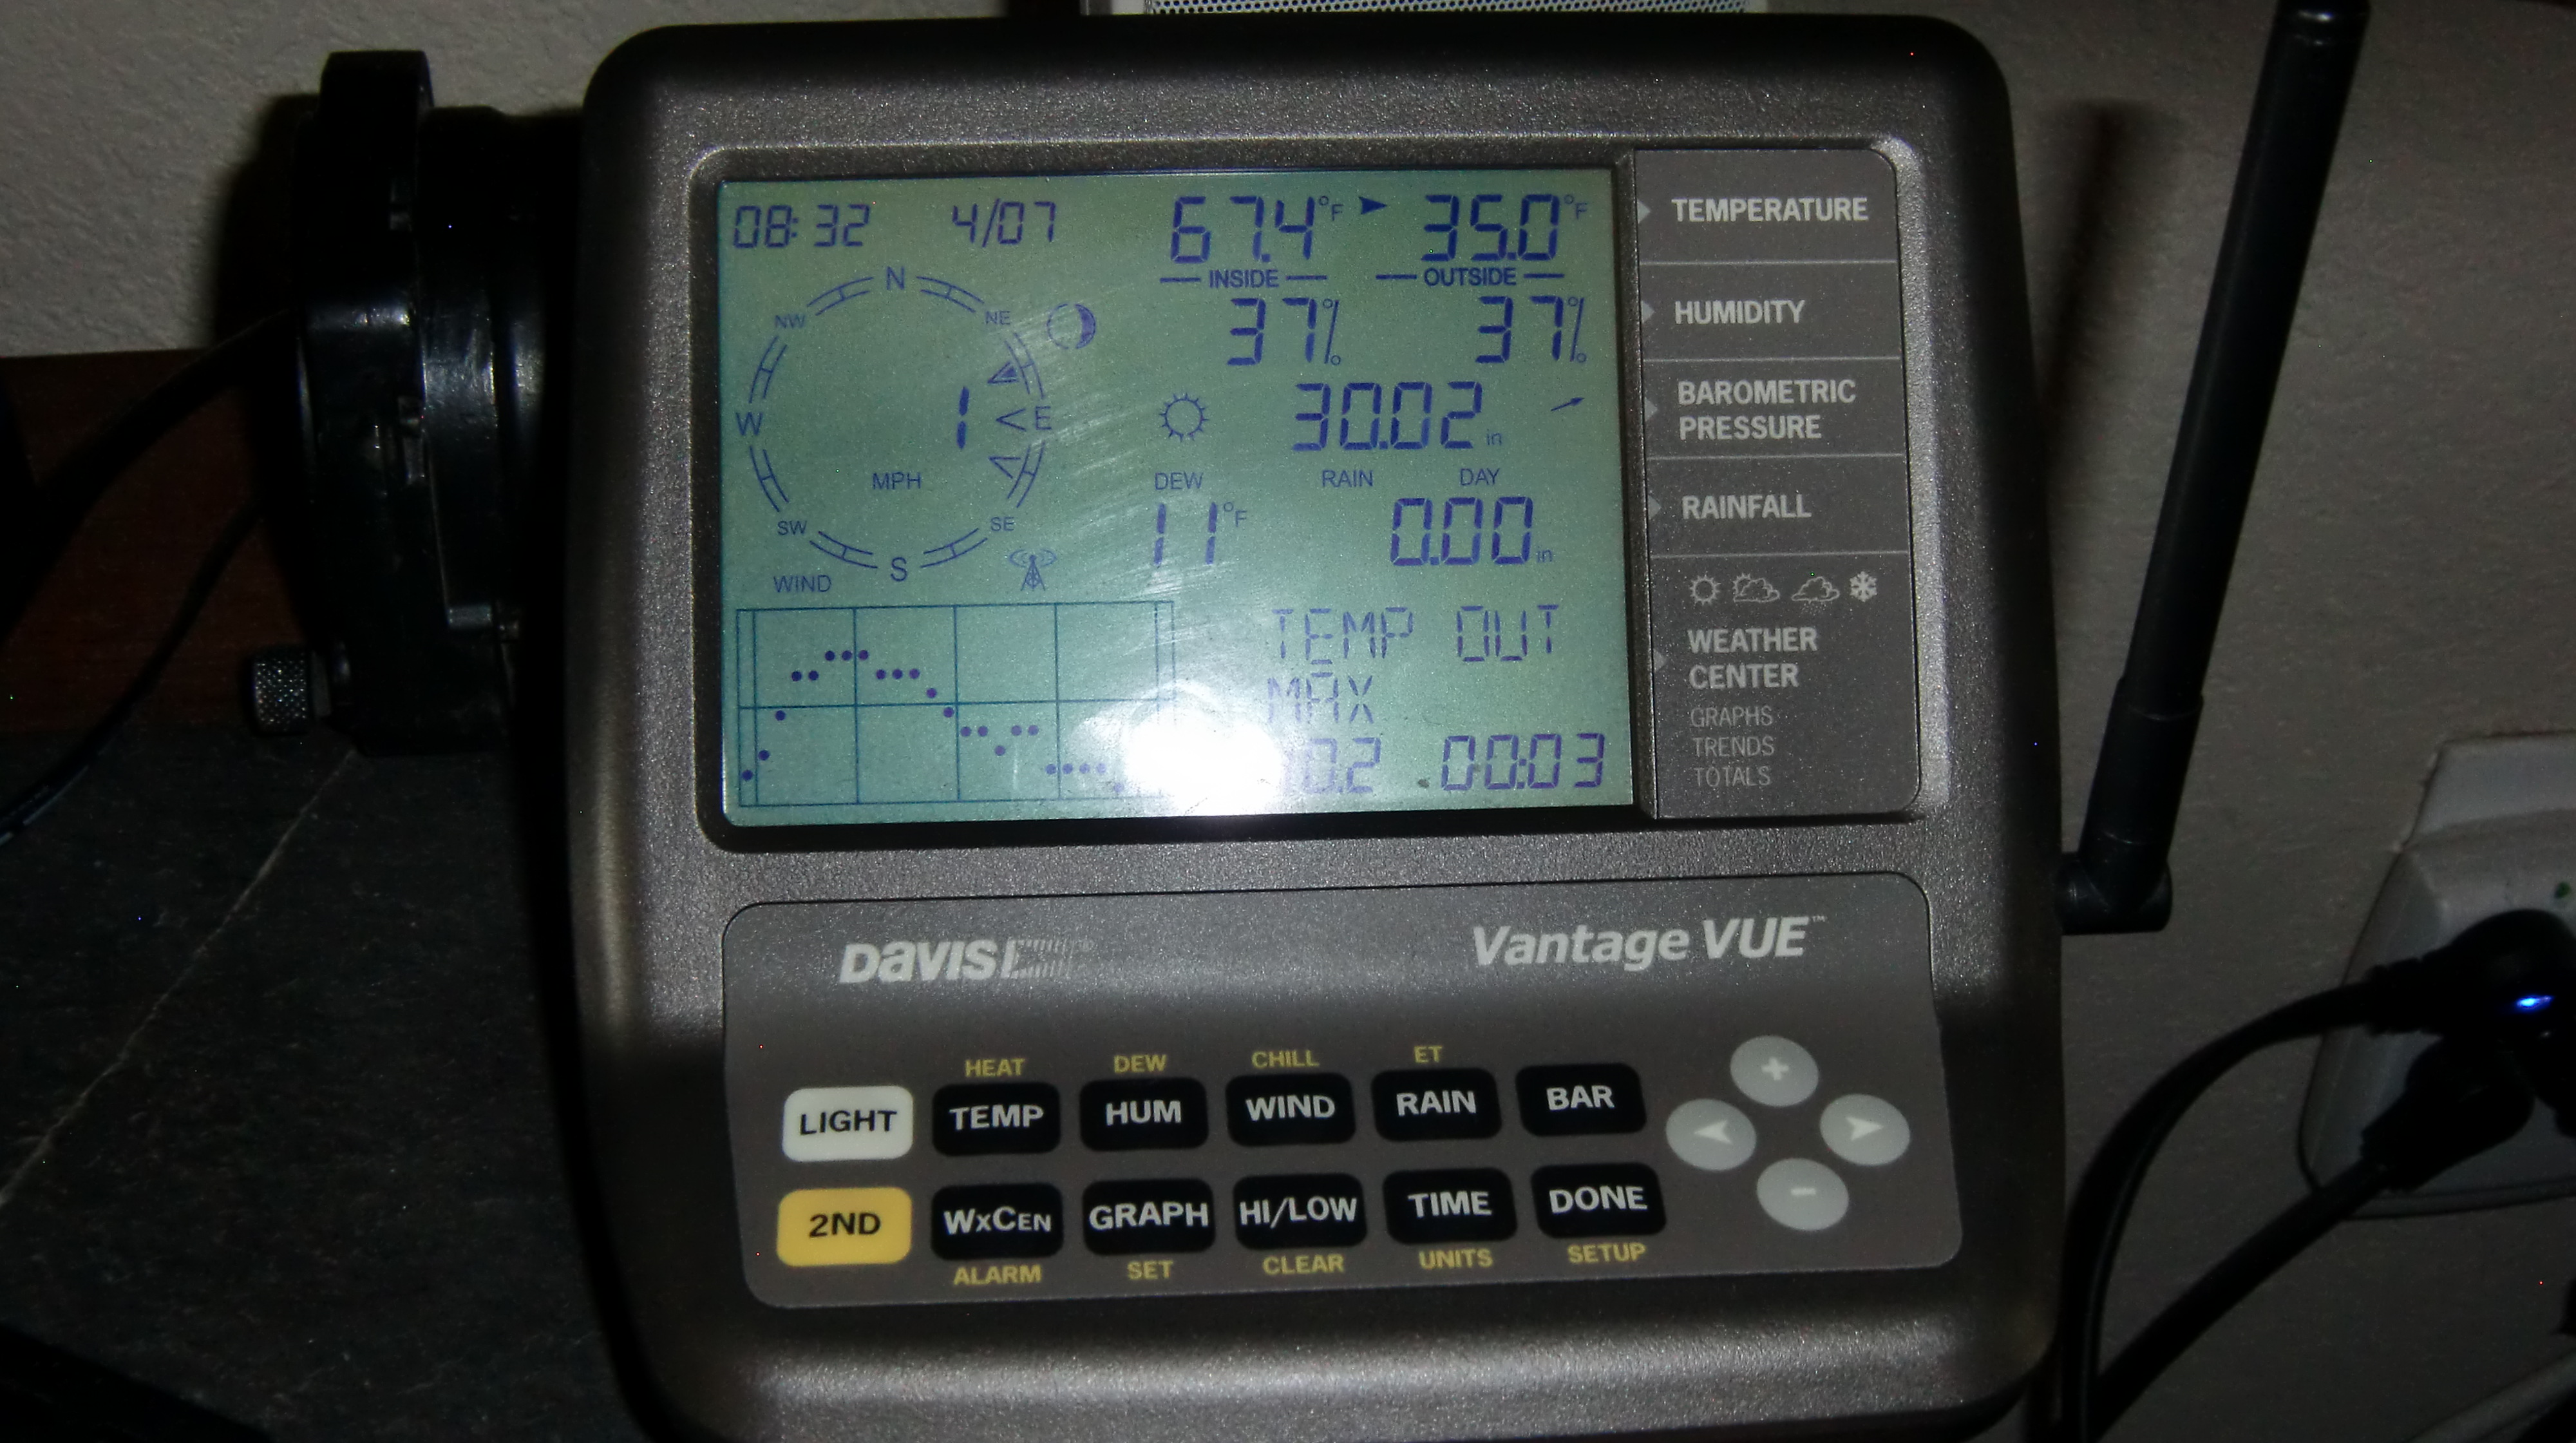 08:32 4/07 67.4°F 35.0°F
INSIDE OUTSIDE
37% 37%
30.02 in
N
NE
E
SE
S
SW
W
NW
1
MPH
WIND
DEW RAIN DAY
11°F 0.00 in
TEMP OUT
MAX
00:03
TEMPERATURE
HUMIDITY
BAROMETRIC
PRESSURE
RAINFALL
WEATHER
CENTER
GRAPHS
TRENDS
TOTALS
DAVIS Vantage VUE™
HEAT DEW CHILL ET
LIGHT TEMP HUM WIND RAIN BAR
+
2ND WxCEN GRAPH HI/LOW TIME DONE
−
ALARM SET CLEAR UNITS SETUP